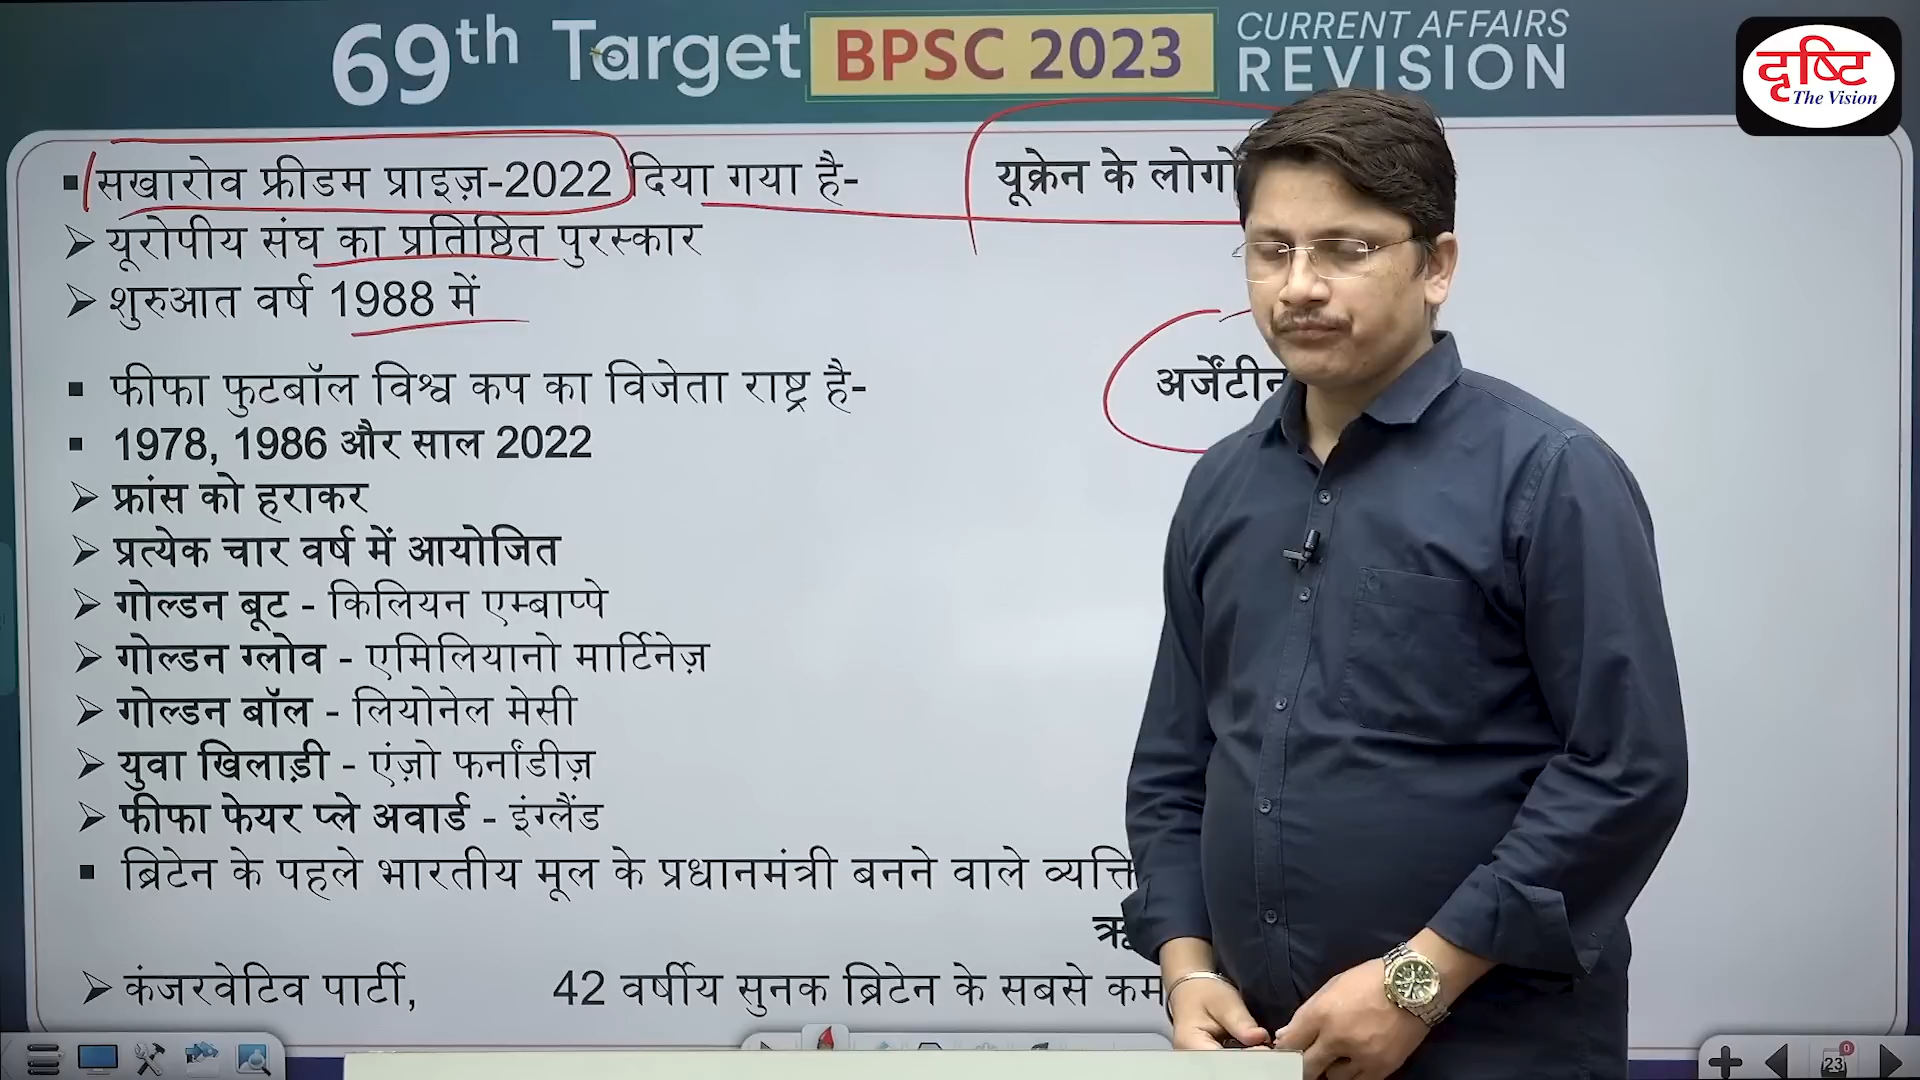 69th Target BPSC 2023 CURRENT AFFAIRS REVISION
दृष्टि
The Vision
▪ सखारोव फ्रीडम प्राइज़-2022 दिया गया है- यूक्रेन के लोगों
➢ यूरोपीय संघ का प्रतिष्ठित पुरस्कार
➢ शुरुआत वर्ष 1988 में
▪ फीफा फुटबॉल विश्व कप का विजेता राष्ट्र है-
▪ 1978, 1986 और साल 2022
➢ फ्रांस को हराकर
➢ प्रत्येक चार वर्ष में आयोजित
➢ गोल्डन बूट - किलियन एम्बाप्पे
➢ गोल्डन ग्लोव - एमिलियानो मार्टिनेज़
➢ गोल्डन बॉल - लियोनेल मेसी
➢ युवा खिलाड़ी - एंज़ो फर्नांडीज़
➢ फीफा फेयर प्ले अवार्ड - इंग्लैंड
▪ ब्रिटेन के पहले भारतीय मूल के प्रधानमंत्री बनने वाले
➢ कंजरवेटिव पार्टी, 42 वर्षीय सुनक ब्रिटेन के सबसे कम
23
0